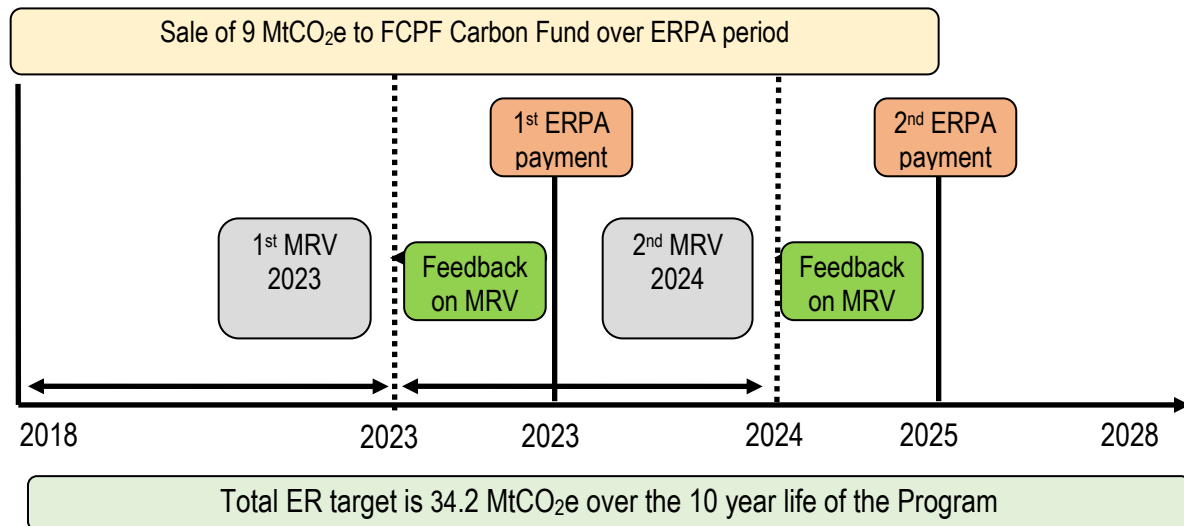 Sale of 9 MtCO₂e to FCPF Carbon Fund over ERPA period
1st ERPA
payment
2nd ERPA
payment
1st MRV
2023
Feedback
on MRV
2nd MRV
2024
Feedback
on MRV
2018
2023
2023
2024
2025
2028
Total ER target is 34.2 MtCO₂e over the 10 year life of the Program